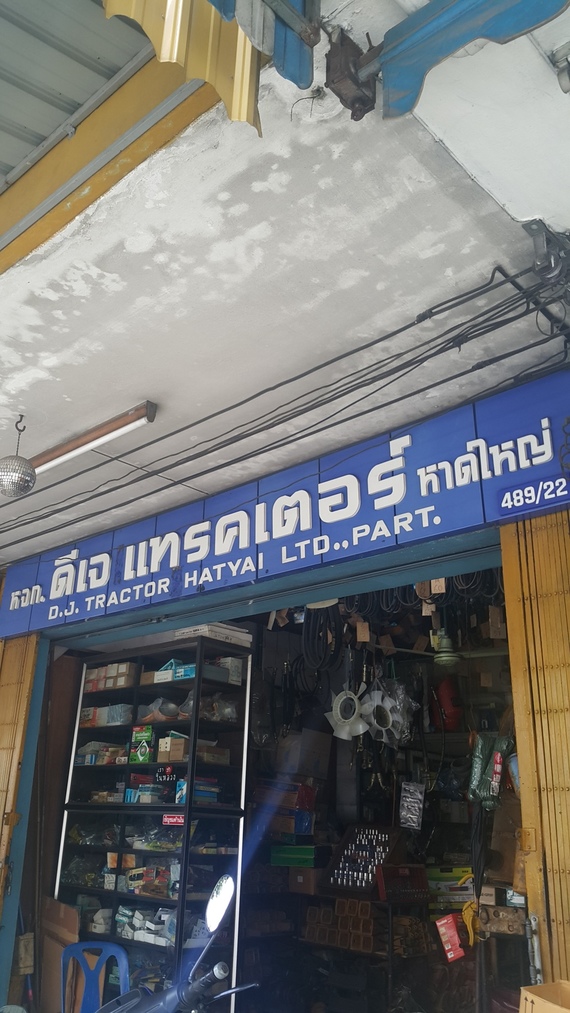 หจก. ดีเจ แทรคเตอร์ หาดใหญ่
D.J. TRACTOR HATYAI LTD.,PART.
489/22